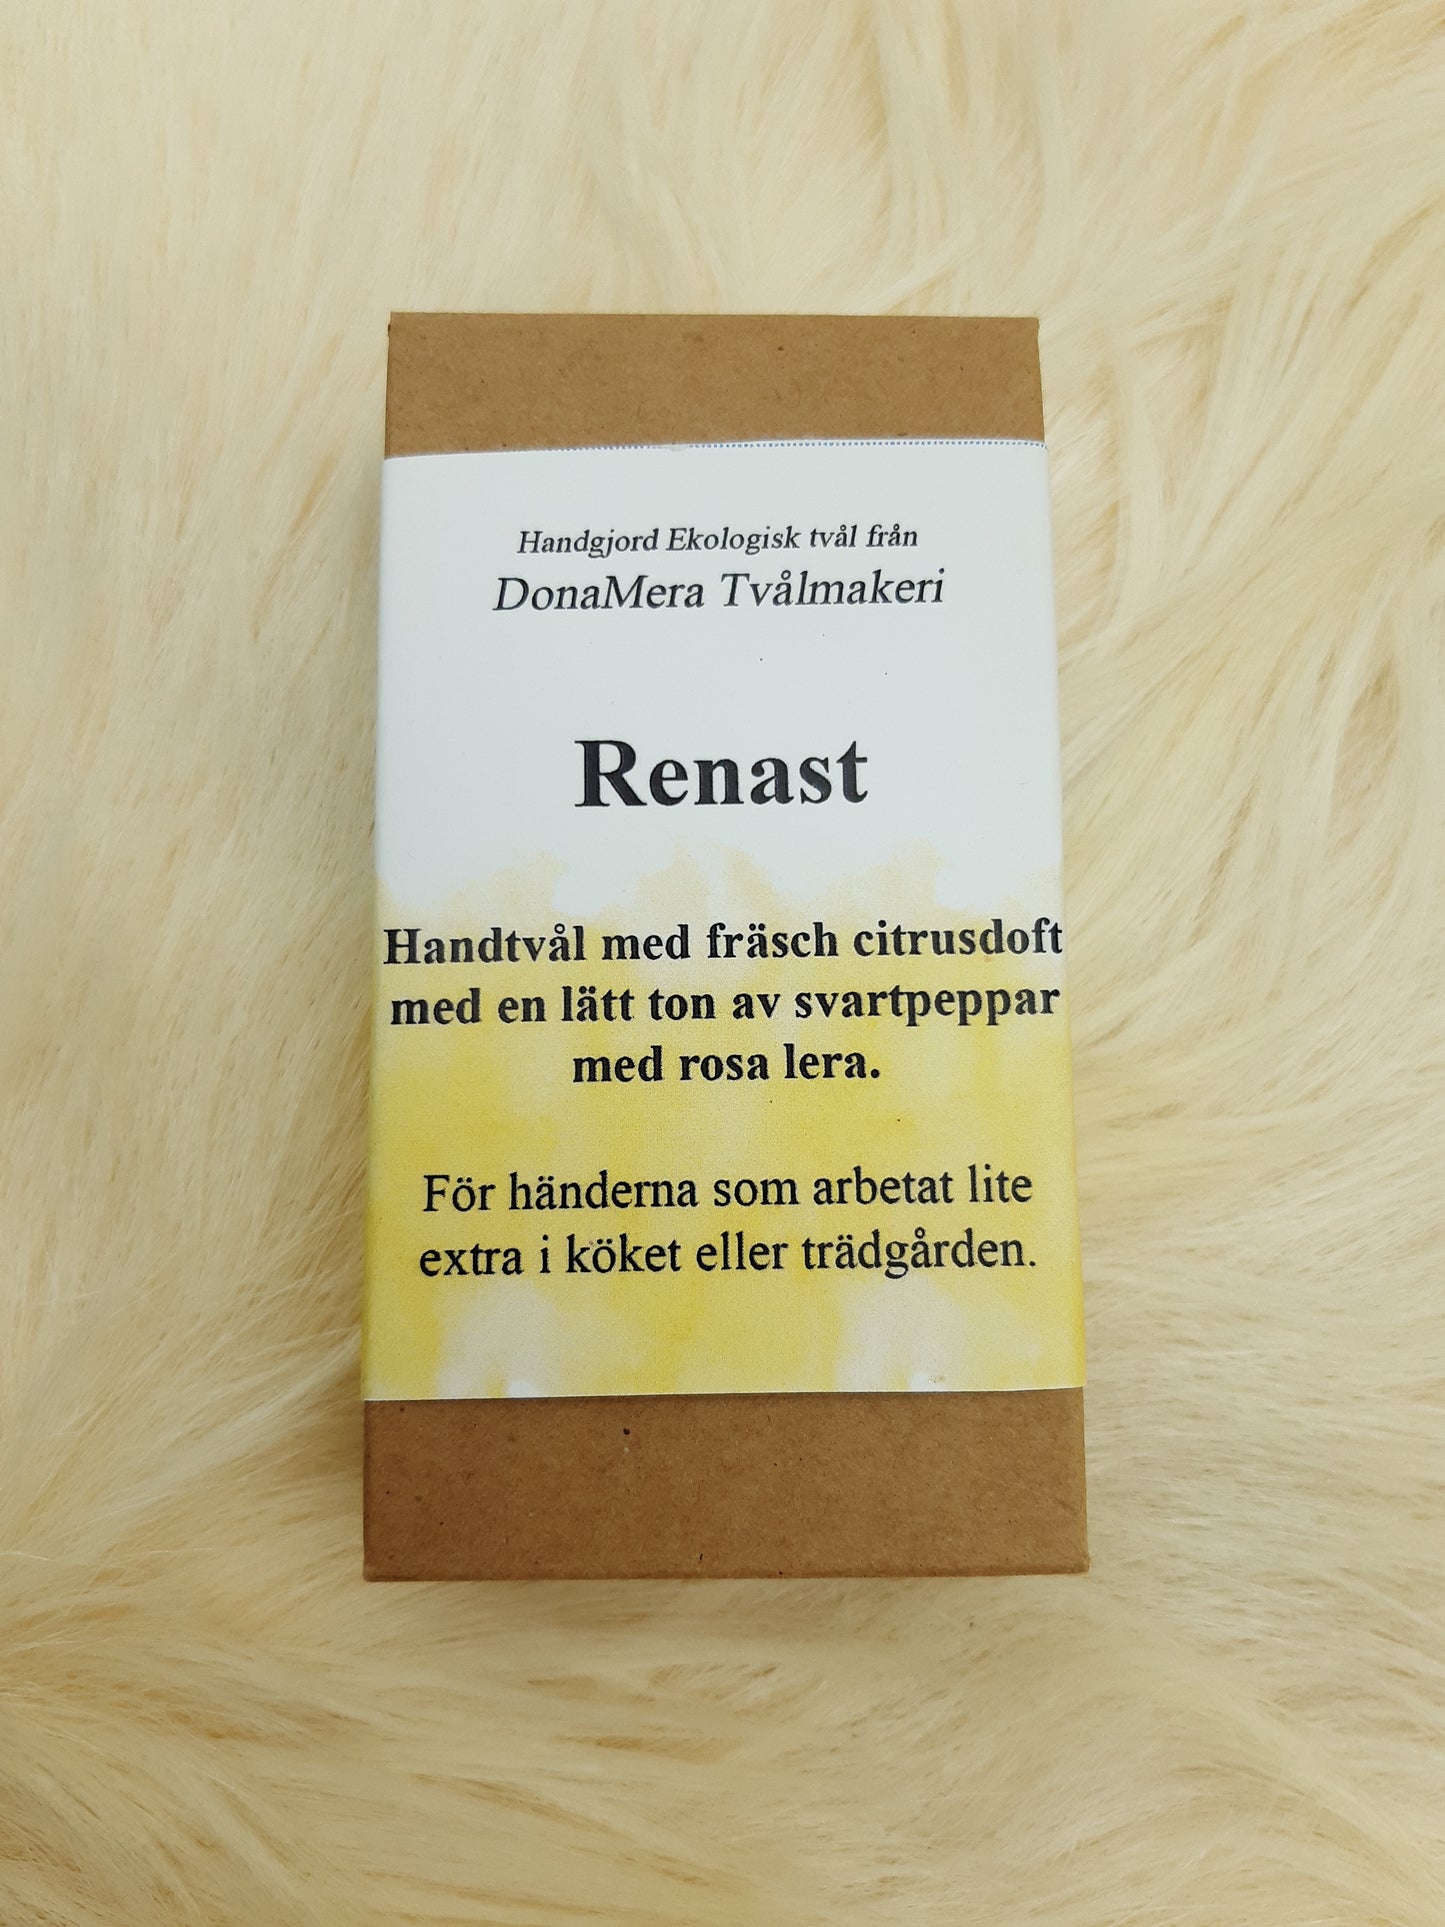 Handgjord Ekologisk tvål från
DonaMera Tvålmakeri
Renast
Handtvål med fräsch citrusdoft
med en lätt ton av svartpeppar
med rosa lera.
För händerna som arbetat lite
extra i köket eller trädgården.